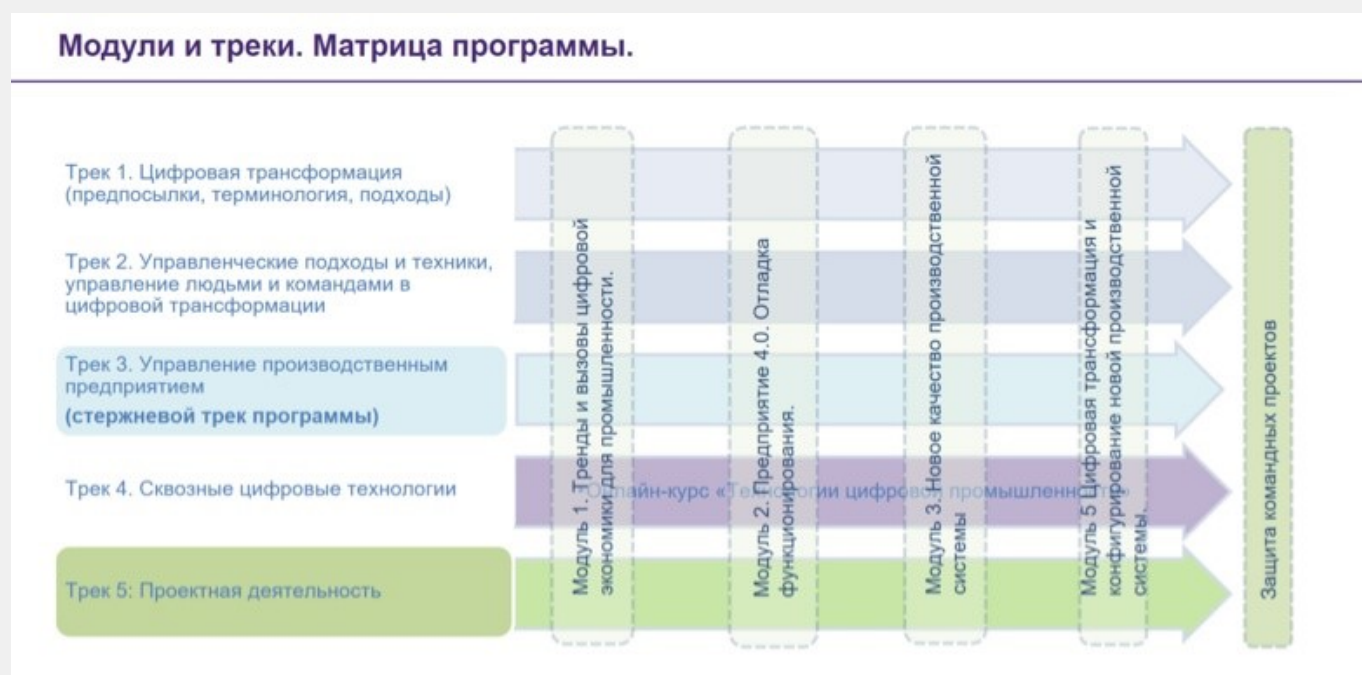 Модули и треки. Матрица программы.
Трек 1. Цифровая трансформация
(предпосылки, терминология, подходы)
Трек 2. Управленческие подходы и техники,
управление людьми и командами в
цифровой трансформации
Трек 3. Управление производственным
предприятием
(стержневой трек программы)
Трек 4. Сквозные цифровые технологии
Трек 5: Проектная деятельность
Онлайн-курс «Технологии цифровой промышленности»
Модуль 1. Тренды и вызовы цифровой
экономики для промышленности.
Модуль 2. Предприятие 4.0. Отладка
функционирования.
Модуль 3. Новое качество производственной
системы
Модуль 5 Цифровая трансформация и
конфигурирование новой производственной
системы.
Защита командных проектов